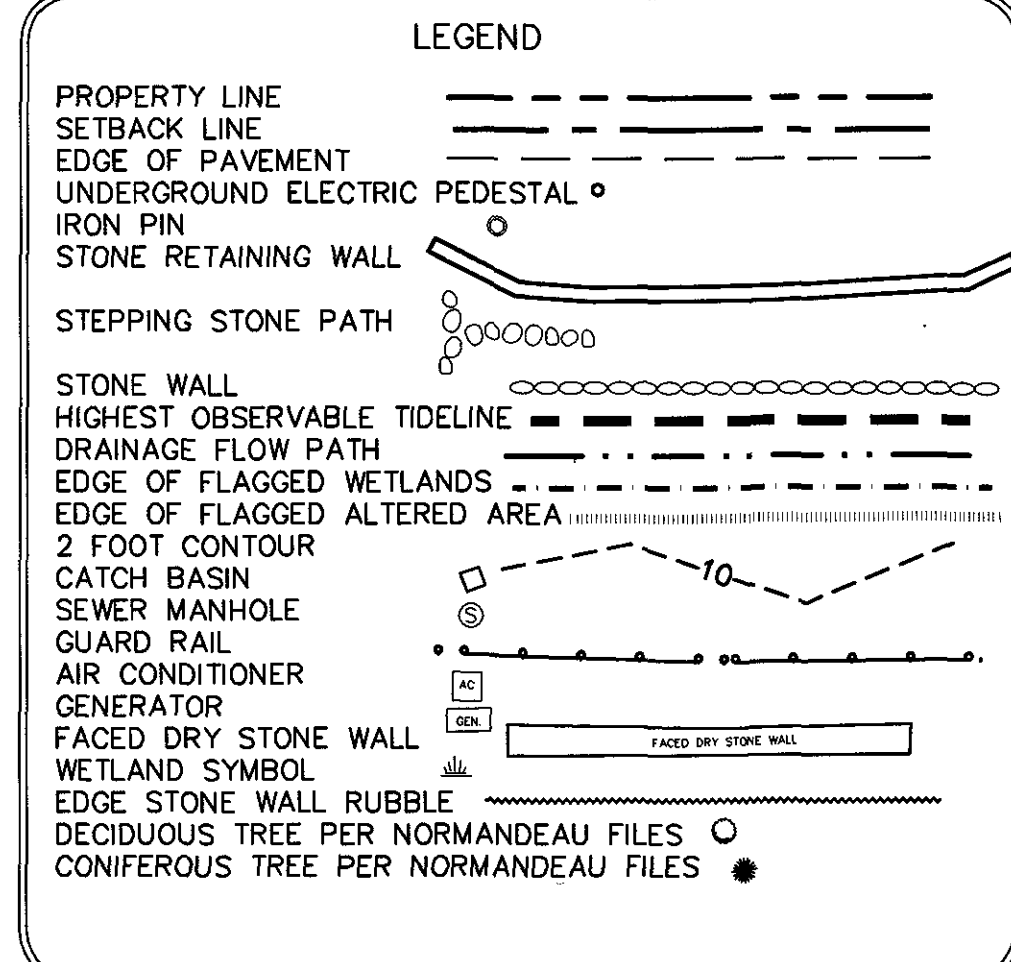 LEGEND
PROPERTY LINE
SETBACK LINE
EDGE OF PAVEMENT
UNDERGROUND ELECTRIC PEDESTAL
IRON PIN
STONE RETAINING WALL
STEPPING STONE PATH
STONE WALL
HIGHEST OBSERVABLE TIDELINE
DRAINAGE FLOW PATH
EDGE OF FLAGGED WETLANDS
EDGE OF FLAGGED ALTERED AREA
2 FOOT CONTOUR
10
CATCH BASIN
SEWER MANHOLE S
GUARD RAIL
AIR CONDITIONER AC
GENERATOR GEN.
FACED DRY STONE WALL FACED DRY STONE WALL
WETLAND SYMBOL
EDGE STONE WALL RUBBLE
DECIDUOUS TREE PER NORMANDEAU FILES
CONIFEROUS TREE PER NORMANDEAU FILES